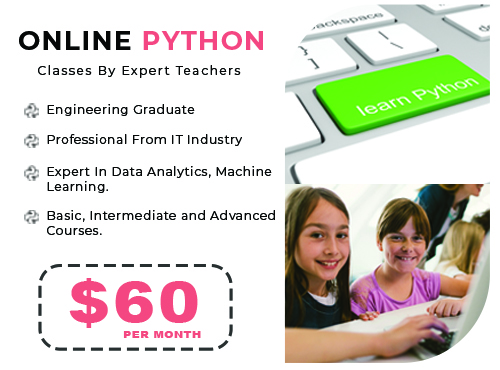 ONLINE PYTHON
Classes By Expert Teachers
Engineering Graduate
Professional From IT Industry
Expert In Data Analytics, Machine
Learning.
Basic, Intermediate and Advanced
Courses.
$60
PER MONTH
backspace
learn Python